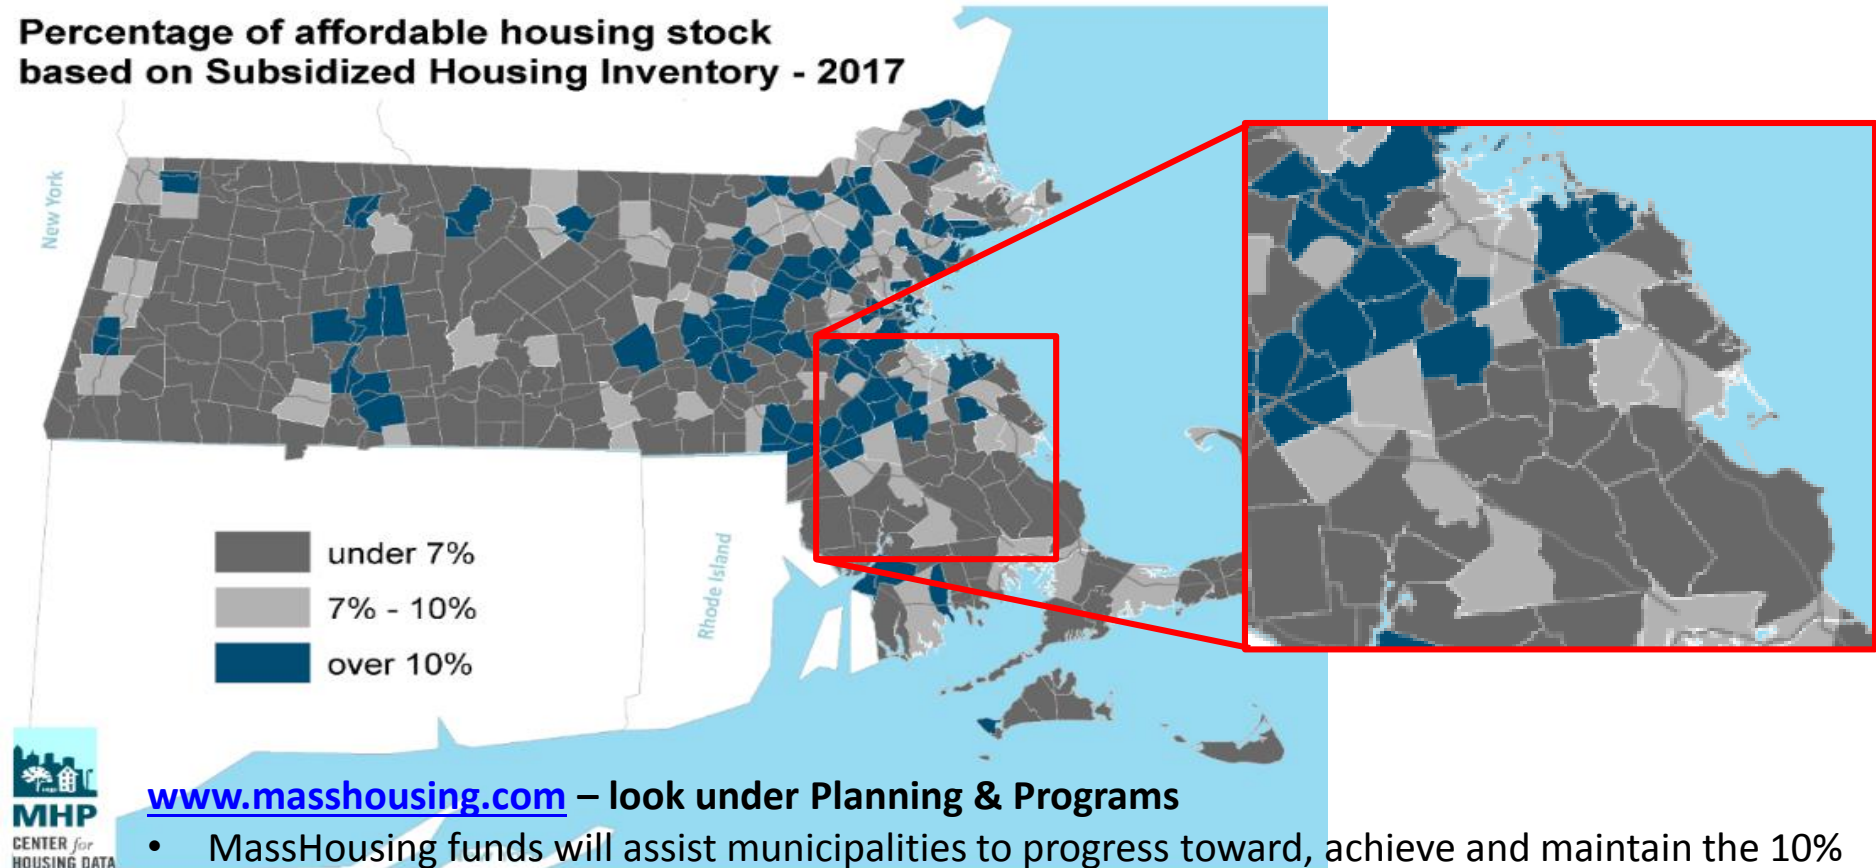 Percentage of affordable housing stock
based on Subsidized Housing Inventory - 2017
New York
Rhode Island
under 7%
7% - 10%
over 10%
MHP
CENTER for
HOUSING DATA
www.masshousing.com – look under Planning & Programs
• MassHousing funds will assist municipalities to progress toward, achieve and maintain the 10%